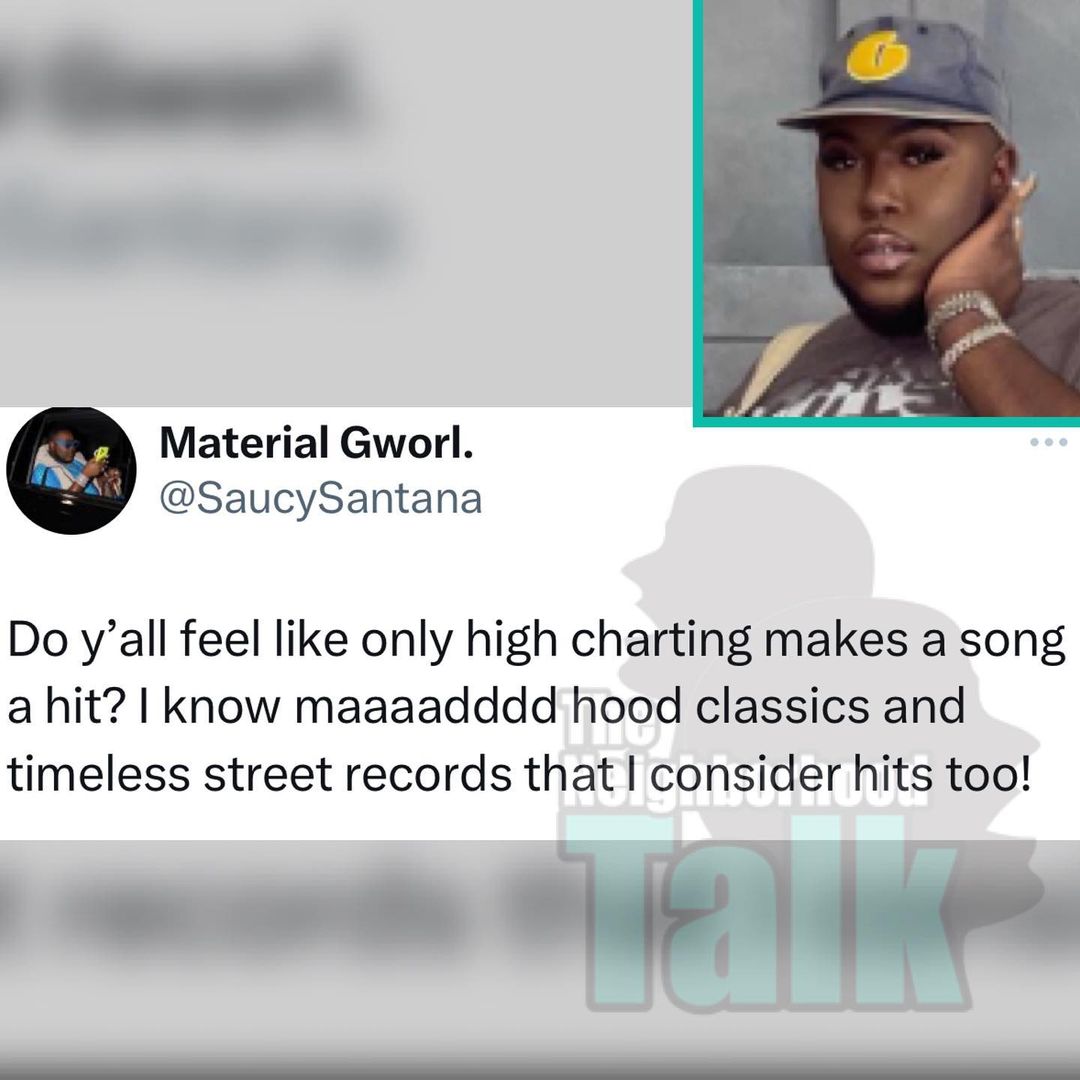 Material Gworl.
@SaucySantana
Do y’all feel like only high charting makes a song
a hit? I know maaaadddd hood classics and
timeless street records that I consider hits too!
They
Neighborhood
Talk